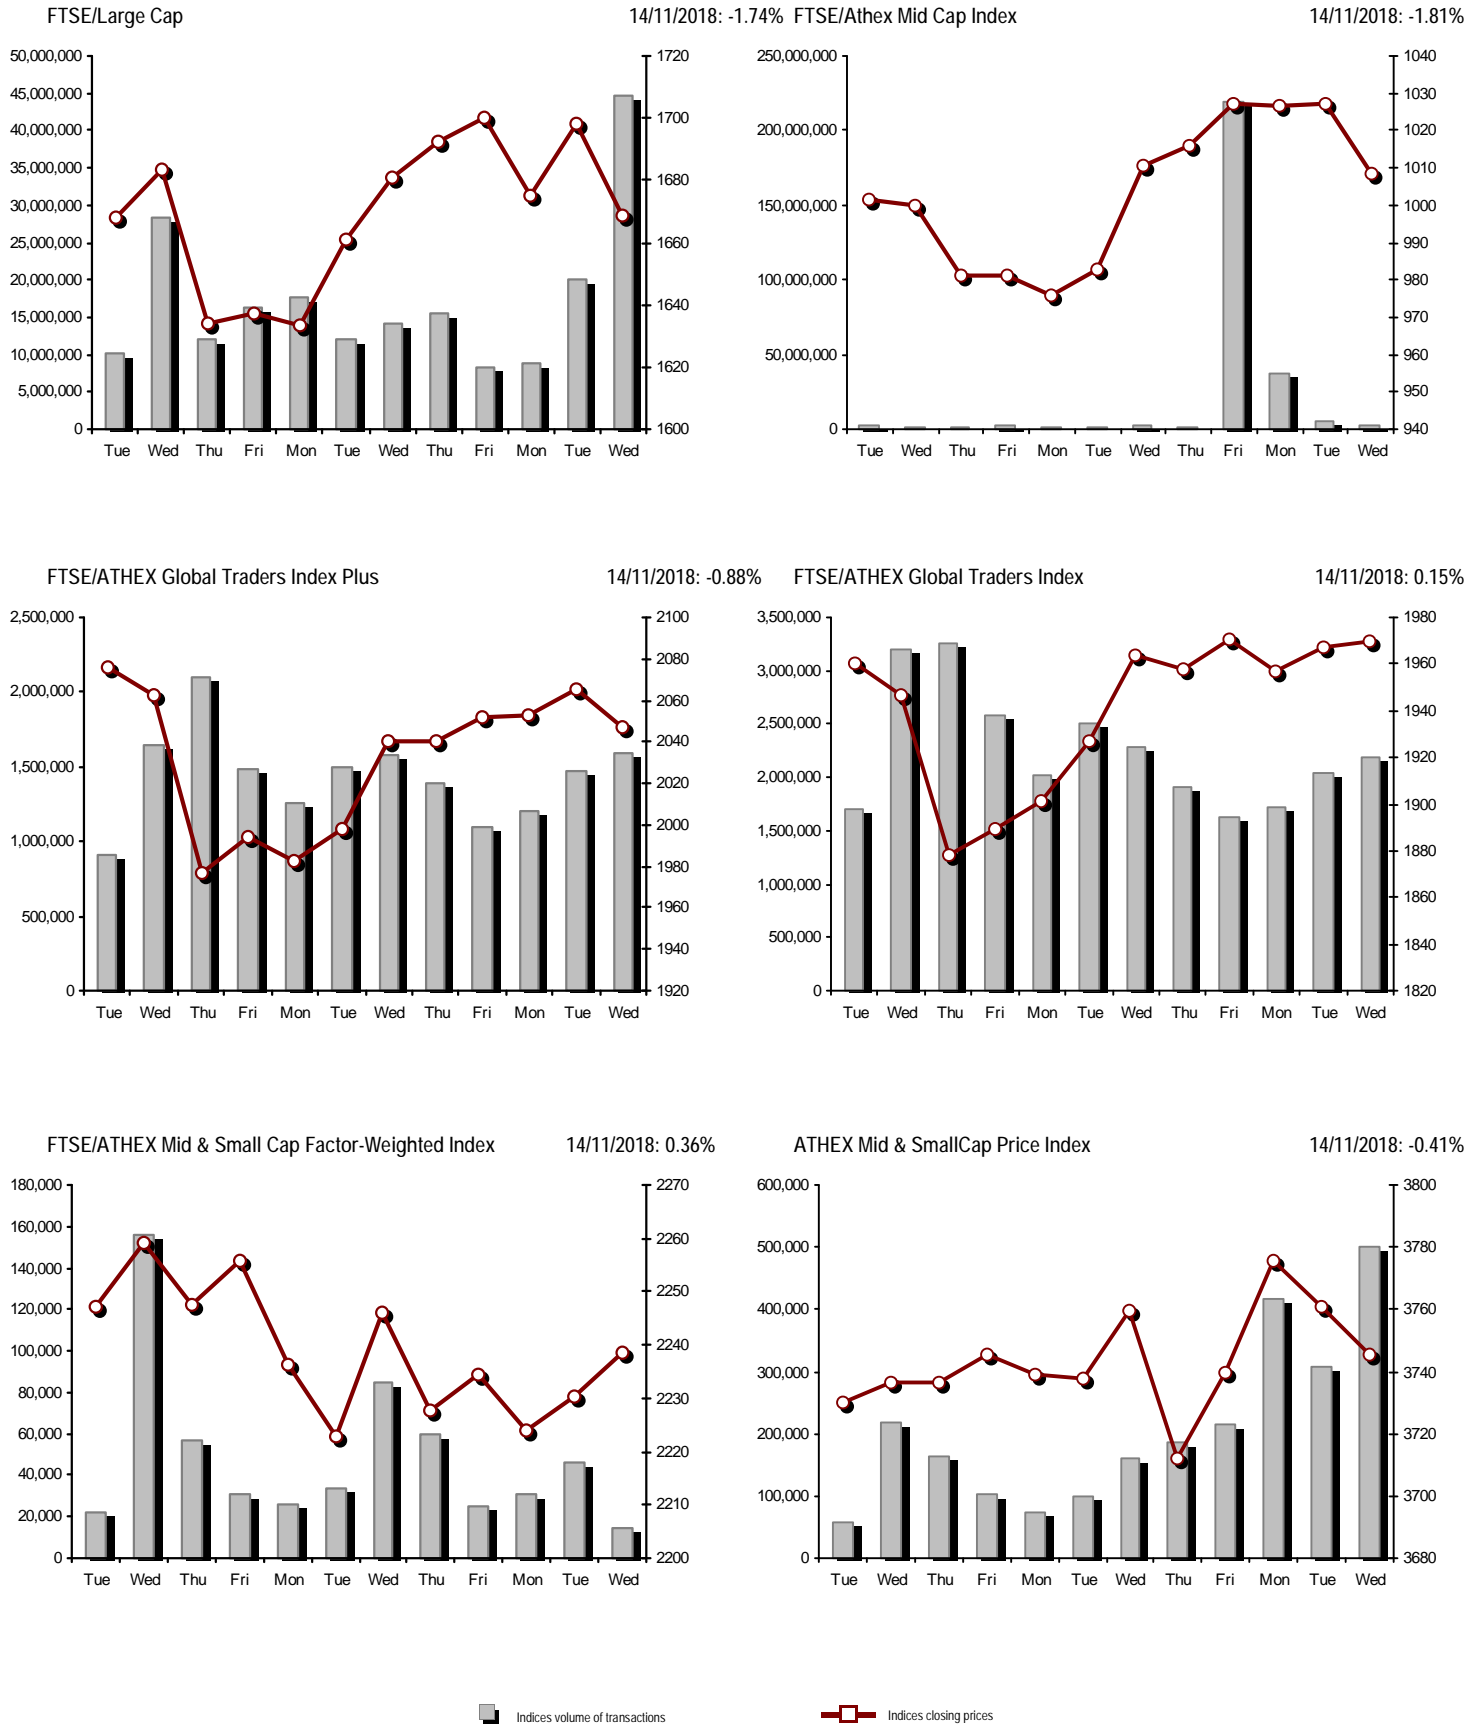 FTSE/Large Cap 14/11/2018: -1.74% FTSE/Athex Mid Cap Index 14/11/2018: -1.81%
50,000,000 1720 250,000,000 1040
45,000,000 1030
40,000,000 1700 200,000,000 1020
35,000,000 1010
30,000,000 1680 150,000,000 1000
25,000,000 1660 990
20,000,000 100,000,000 980
15,000,000 1640 970
10,000,000 1620 50,000,000 960
5,000,000 950
0 1600 0 940
Tue Wed Thu Fri Mon Tue Wed Thu Fri Mon Tue Wed Tue Wed Thu Fri Mon Tue Wed Thu Fri Mon Tue Wed
FTSE/ATHEX Global Traders Index Plus 14/11/2018: -0.88% FTSE/ATHEX Global Traders Index 14/11/2018: 0.15%
2,500,000 2100 3,500,000 1980
2080 3,000,000 1960
2,000,000 2060 2,500,000 1940
1,500,000 2040 2,000,000 1920
2020 1,500,000 1900
1,000,000 2000 1880
1980 1,000,000 1860
500,000 1960 500,000 1840
1940
0 1920 0 1820
Tue Wed Thu Fri Mon Tue Wed Thu Fri Mon Tue Wed Tue Wed Thu Fri Mon Tue Wed Thu Fri Mon Tue Wed
FTSE/ATHEX Mid & Small Cap Factor-Weighted Index 14/11/2018: 0.36% ATHEX Mid & SmallCap Price Index 14/11/2018: -0.41%
180,000 2270 600,000 3800
160,000 2260 500,000 3780
140,000 2250
120,000 2240 400,000 3760
100,000 2230 300,000 3740
80,000
60,000 2220 200,000 3720
40,000 2210 100,000 3700
20,000
0 2200 0 3680
Tue Wed Thu Fri Mon Tue Wed Thu Fri Mon Tue Wed Tue Wed Thu Fri Mon Tue Wed Thu Fri Mon Tue Wed
Indices volume of transactions Indices closing prices